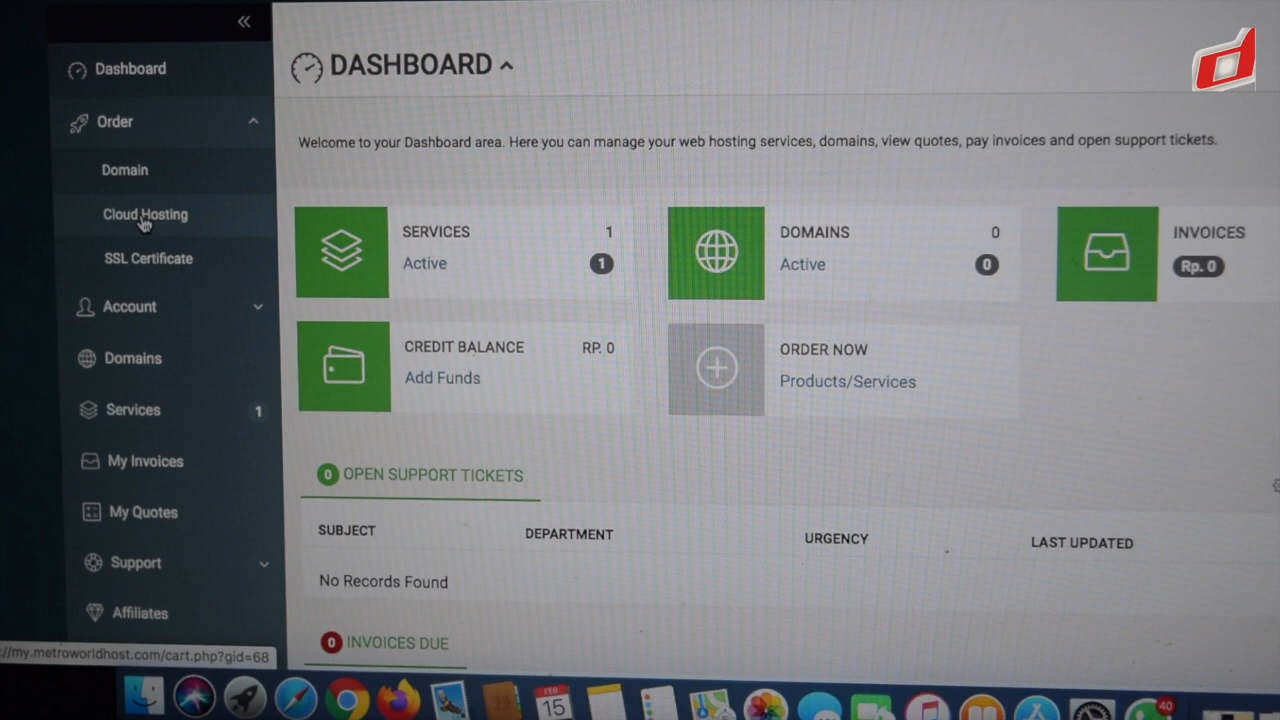 Dashboard
Order
Domain
Cloud Hosting
SSL Certificate
Account
Domains
Services 1
My Invoices
My Quotes
Support
Affiliates
://my.metroworldhost.com/cart.php?gid=68
DASHBOARD
Welcome to your Dashboard area. Here you can manage your web hosting services, domains, view quotes, pay invoices and open support tickets.
SERVICES 1
Active 1
DOMAINS 0
Active 0
INVOICES
Rp. 0
CREDIT BALANCE RP. 0
Add Funds
ORDER NOW
Products/Services
0 OPEN SUPPORT TICKETS
SUBJECT DEPARTMENT URGENCY LAST UPDATED
No Records Found
0 INVOICES DUE
FEB
15
40